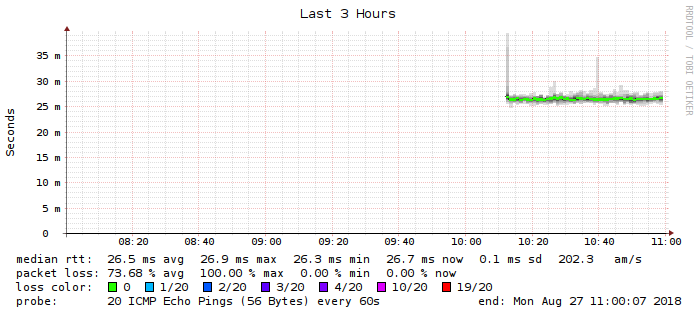 Last 3 Hours
RRDTOOL / TOBI OETIKER
Seconds
35 m
30 m
25 m
20 m
15 m
10 m
5 m
0
08:20 08:40 09:00 09:20 09:40 10:00 10:20 10:40 11:00
median rtt: 26.5 ms avg 26.9 ms max 26.3 ms min 26.7 ms now 0.1 ms sd 202.3 am/s
packet loss: 73.68 % avg 100.00 % max 0.00 % min 0.00 % now
loss color: 0 1/20 2/20 3/20 4/20 10/20 19/20
probe: 20 ICMP Echo Pings (56 Bytes) every 60s end: Mon Aug 27 11:00:07 2018